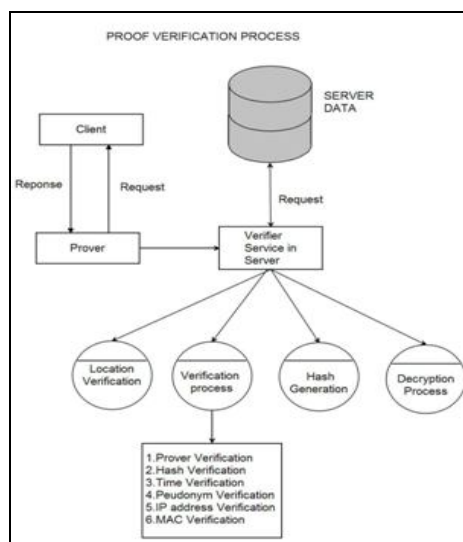 PROOF VERIFICATION PROCESS
SERVER
DATA
Client
Reponse
Request
Request
Prover
Verifier
Service in
Server
Location
Verification
Verification
process
Hash
Generation
Decryption
Process
1.Prover Verification
2.Hash Verification
3.Time Verification
4.Peudonym Verification
5.IP address Verification
6.MAC Verification